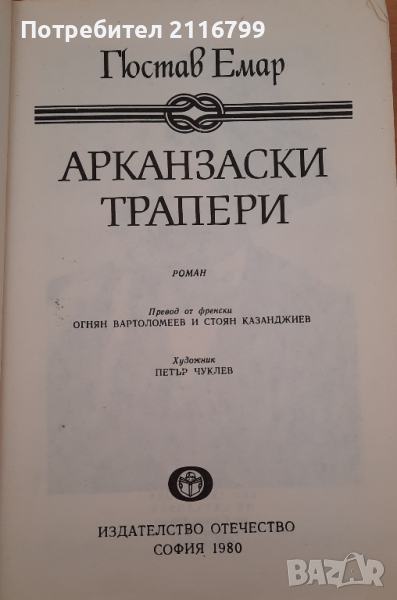 Потребител 2116799
Гюстав Емар
АРКАНЗАСКИ
ТРАПЕРИ
РОМАН
Превод от френски
ОГНЯН ВАРТОЛОМЕЕВ И СТОЯН КАЗАНДЖИЕВ
Художник
ПЕТЪР ЧУКЛЕВ
ИЗДАТЕЛСТВО ОТЕЧЕСТВО
СОФИЯ 1980
BAZAR